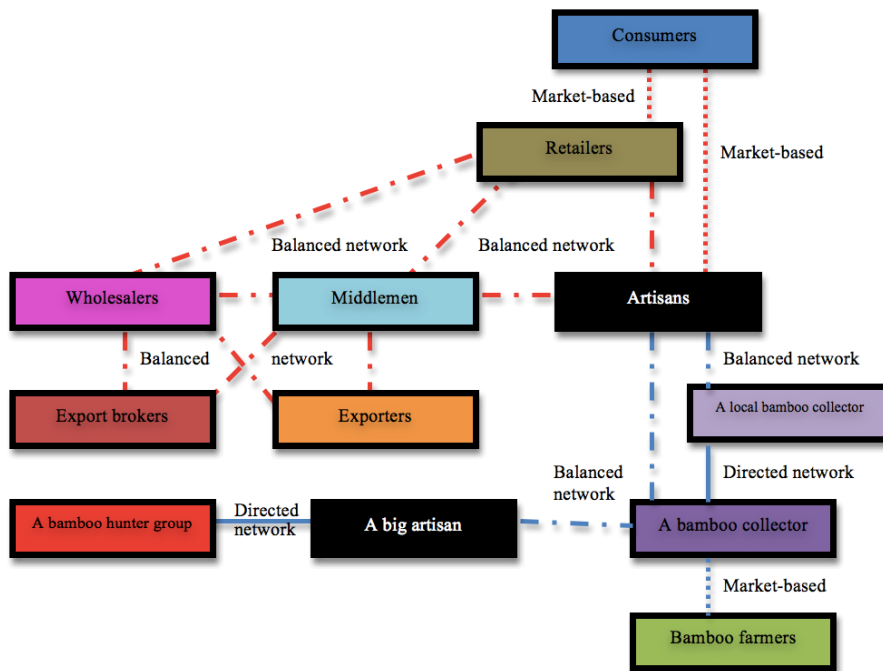 Consumers
Market-based
Retailers
Market-based
Balanced network
Balanced network
Wholesalers
Middlemen
Artisans
Balanced
network
Balanced network
Export brokers
Exporters
A local bamboo collector
Balanced
network
Directed network
A bamboo hunter group
Directed
network
A big artisan
A bamboo collector
Market-based
Bamboo farmers